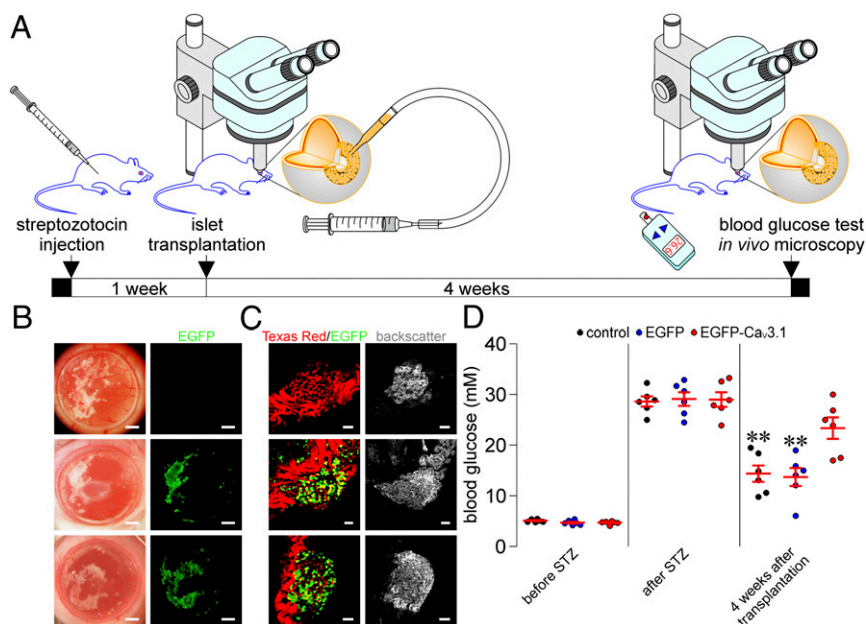 A
streptozotocin
injection
islet
transplantation
26.6
blood glucose test
in vivo microscopy
1 week
4 weeks
B
EGFP
C
Texas Red/EGFP
backscatter
D
control
EGFP
EGFP-Caᵥ3.1
blood glucose (mM)
40
30
20
10
0
**
**
before STZ
after STZ
4 weeks after
transplantation